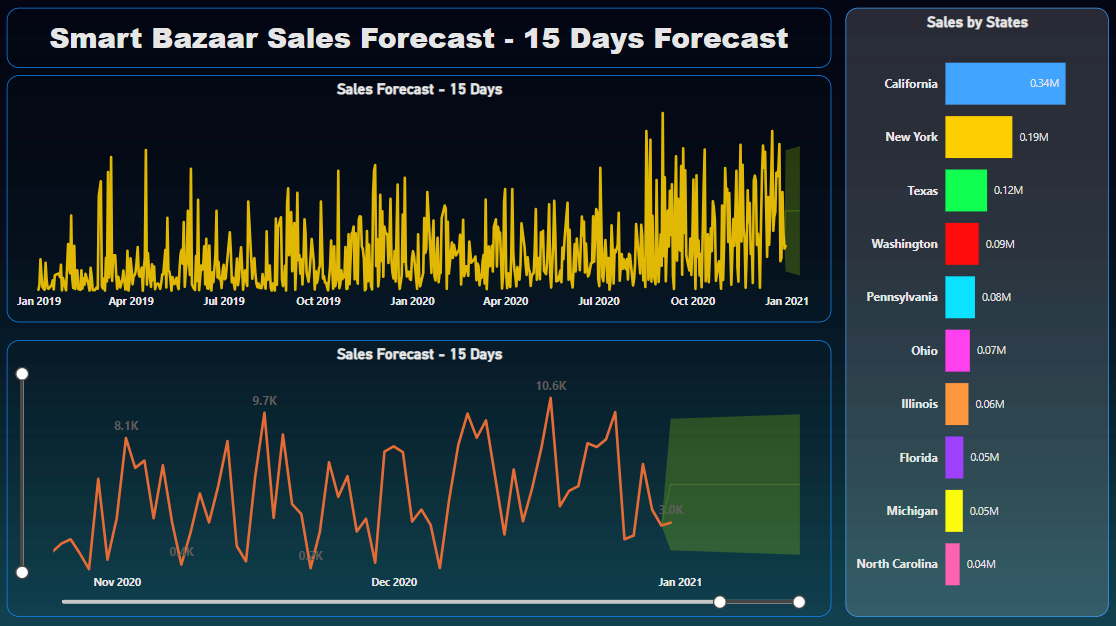 Smart Bazaar Sales Forecast - 15 Days Forecast
Sales Forecast - 15 Days
Jan 2019 Apr 2019 Jul 2019 Oct 2019 Jan 2020 Apr 2020 Jul 2020 Oct 2020 Jan 2021
Sales Forecast - 15 Days
10.6K
9.7K
8.1K
3.0K
0.4K
Nov 2020 Dec 2020 Jan 2021
Sales by States
California 0.34M
New York 0.19M
Texas 0.12M
Washington 0.09M
Pennsylvania 0.08M
Ohio 0.07M
Illinois 0.06M
Florida 0.05M
Michigan 0.05M
North Carolina 0.04M